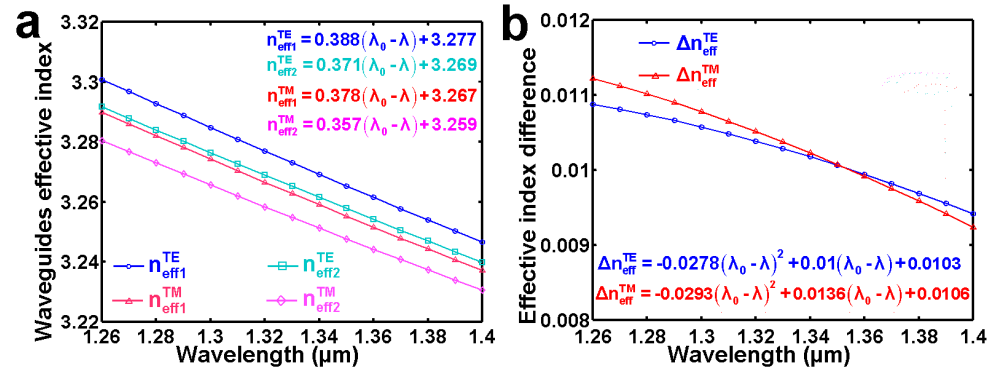 a
Waveguides effective index
3.32
3.3
3.28
3.26
3.24
3.22
n_eff1^TE = 0.388(λ₀ - λ) + 3.277
n_eff2^TE = 0.371(λ₀ - λ) + 3.269
n_eff1^TM = 0.378(λ₀ - λ) + 3.267
n_eff2^TM = 0.357(λ₀ - λ) + 3.259
n_eff1^TE n_eff2^TE
n_eff1^TM n_eff2^TM
1.26 1.28 1.3 1.32 1.34 1.36 1.38 1.4
Wavelength (µm)
b
Effective index difference
0.012
0.011
0.01
0.009
0.008
Δn_eff^TE
Δn_eff^TM
Δn_eff^TE = -0.0278(λ₀ - λ)² + 0.01(λ₀ - λ) + 0.0103
Δn_eff^TM = -0.0293(λ₀ - λ)² + 0.0136(λ₀ - λ) + 0.0106
1.26 1.28 1.3 1.32 1.34 1.36 1.38 1.4
Wavelength (µm)